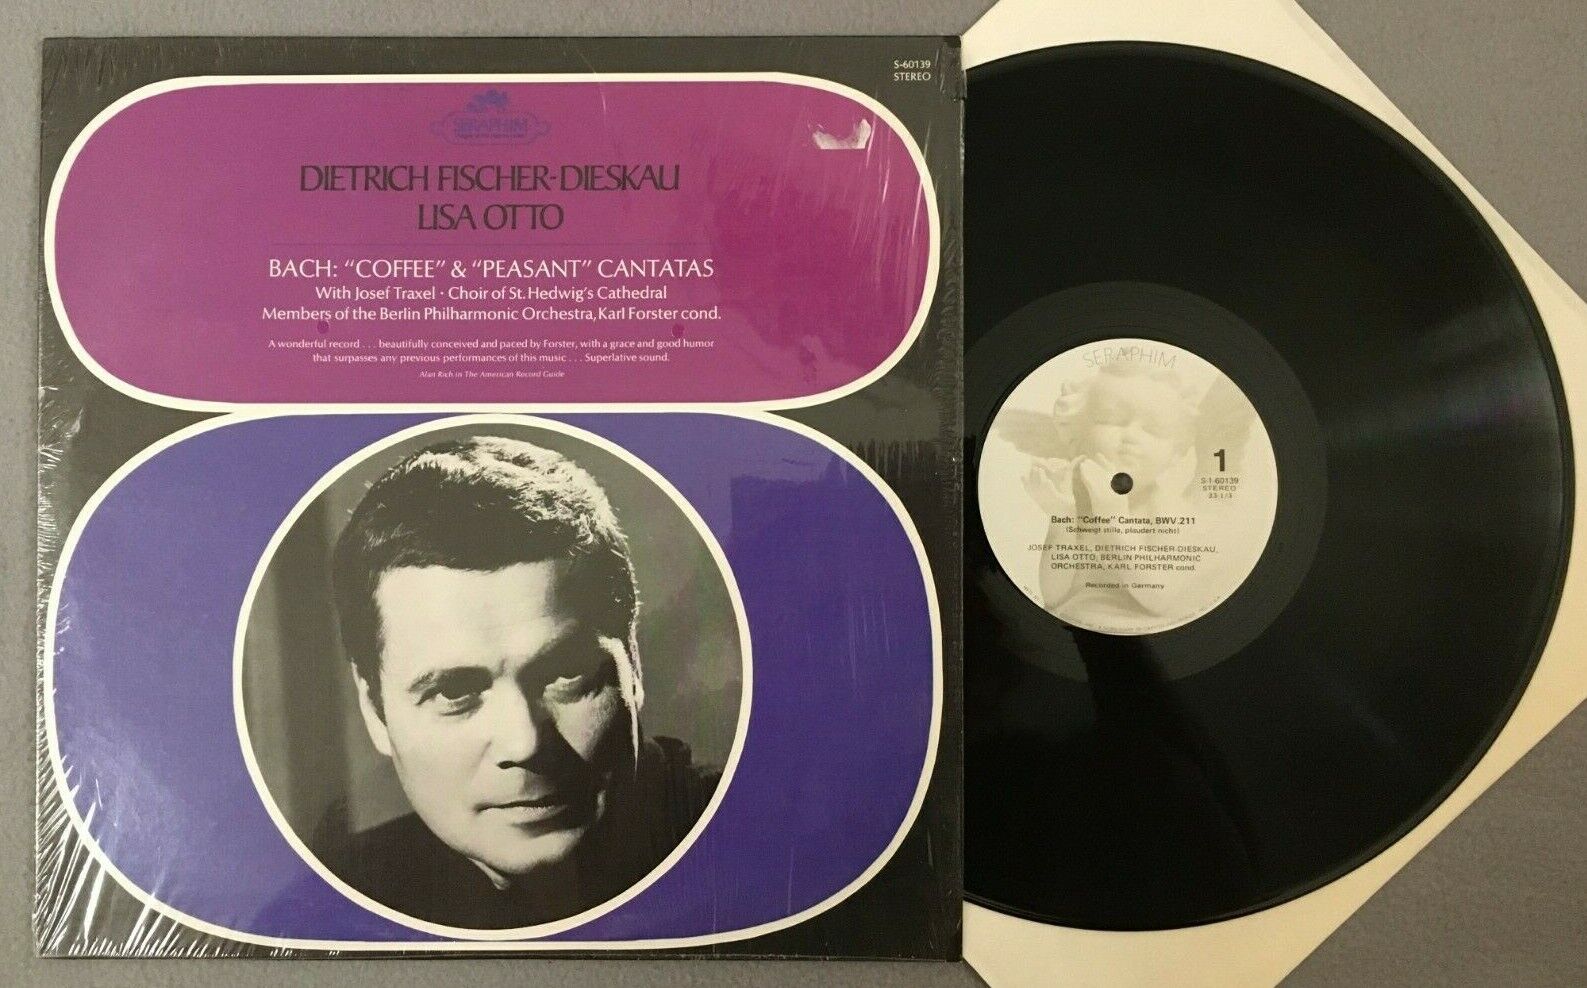 S-60139
STEREO
SERAPHIM
DIETRICH FISCHER-DIESKAU
LISA OTTO
BACH: “COFFEE” & “PEASANT” CANTATAS
With Josef Traxel · Choir of St. Hedwig's Cathedral
Members of the Berlin Philharmonic Orchestra, Karl Forster cond.
A wonderful record . . . beautifully conceived and paced by Forster, with a grace and good humor
that surpasses any previous performances of this music . . . Superlative sound.
Alan Rich in The American Record Guide
SERAPHIM
1
S-1-60139
STEREO
33-1/3
Bach: "Coffee" Cantata, BWV.211
(Schweigt stille, plaudert nicht)
JOSEF TRAXEL, DIETRICH FISCHER-DIESKAU,
LISA OTTO, BERLIN PHILHARMONIC
ORCHESTRA, KARL FORSTER cond.
Recorded in Germany